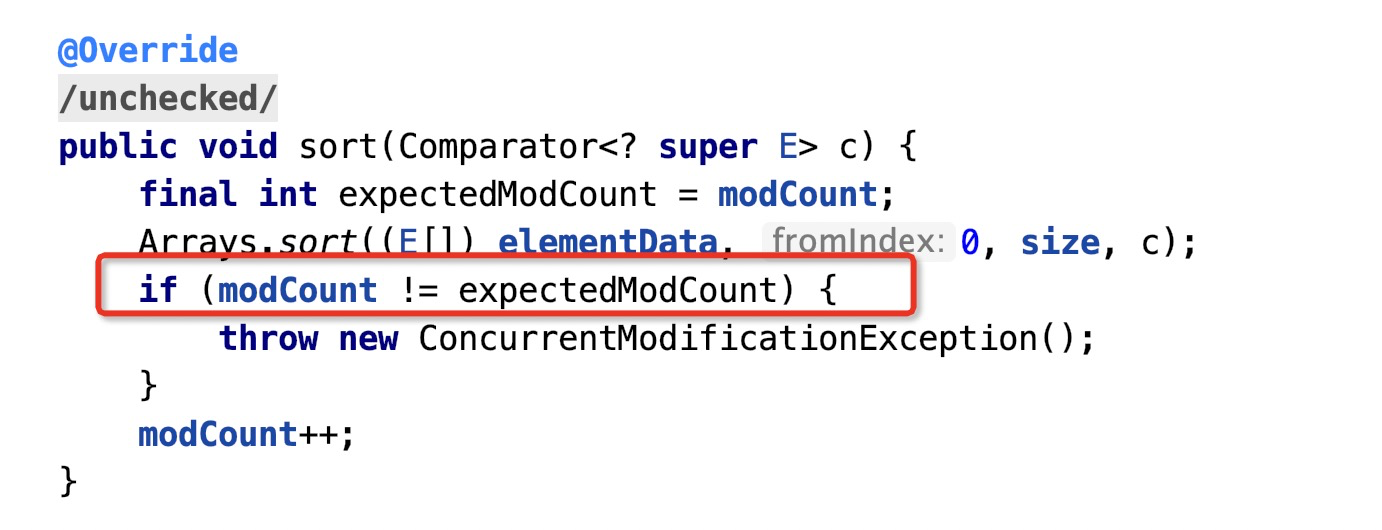 @Override
/unchecked/
public void sort(Comparator<? super E> c) {
    final int expectedModCount = modCount;
    Arrays.sort((E[]) elementData, fromIndex: 0, size, c);
    if (modCount != expectedModCount) {
        throw new ConcurrentModificationException();
    }
    modCount++;
}